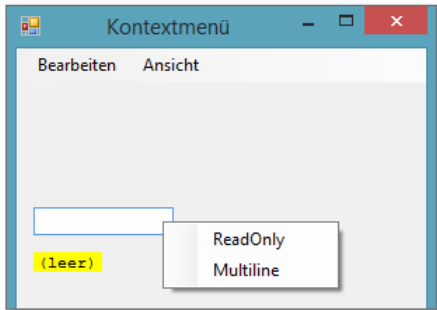 Kontextmenü
Bearbeiten Ansicht
ReadOnly
(leer)
Multiline